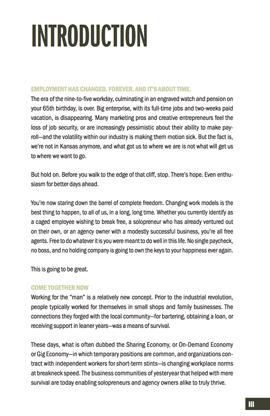 INTRODUCTION
EMPLOYMENT HAS CHANGED. FOREVER. AND IT'S ABOUT TIME.
The era of the nine-to-five workday, culminating in an engraved watch and pension on
your 65th birthday, is over. Big enterprise, with its full-time jobs and two-weeks paid
vacation, is disappearing. Many marketing pros and creative entrepreneurs feel the
loss of job security, or are increasingly pessimistic about their ability to make pay-
roll—and the volatility within our industry is making them motion sick. But the fact is,
we're not in Kansas anymore, and what got us to where we are is not what will get us
to where we want to go.
But hold on. Before you walk to the edge of that cliff, stop. There's hope. Even enthu-
siasm for better days ahead.
You're now staring down the barrel of complete freedom. Changing work models is the
best thing to happen, to all of us, in a long, long time. Whether you currently identify as
a caged employee wishing to break free, a solopreneur who has already ventured out
on their own, or an agency owner with a modestly successful business, you're all free
agents. Free to do whatever it is you were meant to do well in this life. No single paycheck,
no boss, and no holding company is going to own the keys to your happiness ever again.
This is going to be great.
COME TOGETHER NOW
Working for the "man" is a relatively new concept. Prior to the industrial revolution,
people typically worked for themselves in small shops and family businesses. The
connections they forged with the local community—for bartering, obtaining a loan, or
receiving support in leaner years—was a means of survival.
These days, what is often dubbed the Sharing Economy, or On-Demand Economy
or Gig Economy—in which temporary positions are common, and organizations con-
tract with independent workers for short-term stints—is changing workplace norms
at breakneck speed. The business communities of yesteryear that helped with mere
survival are today enabling solopreneurs and agency owners alike to truly thrive.
III